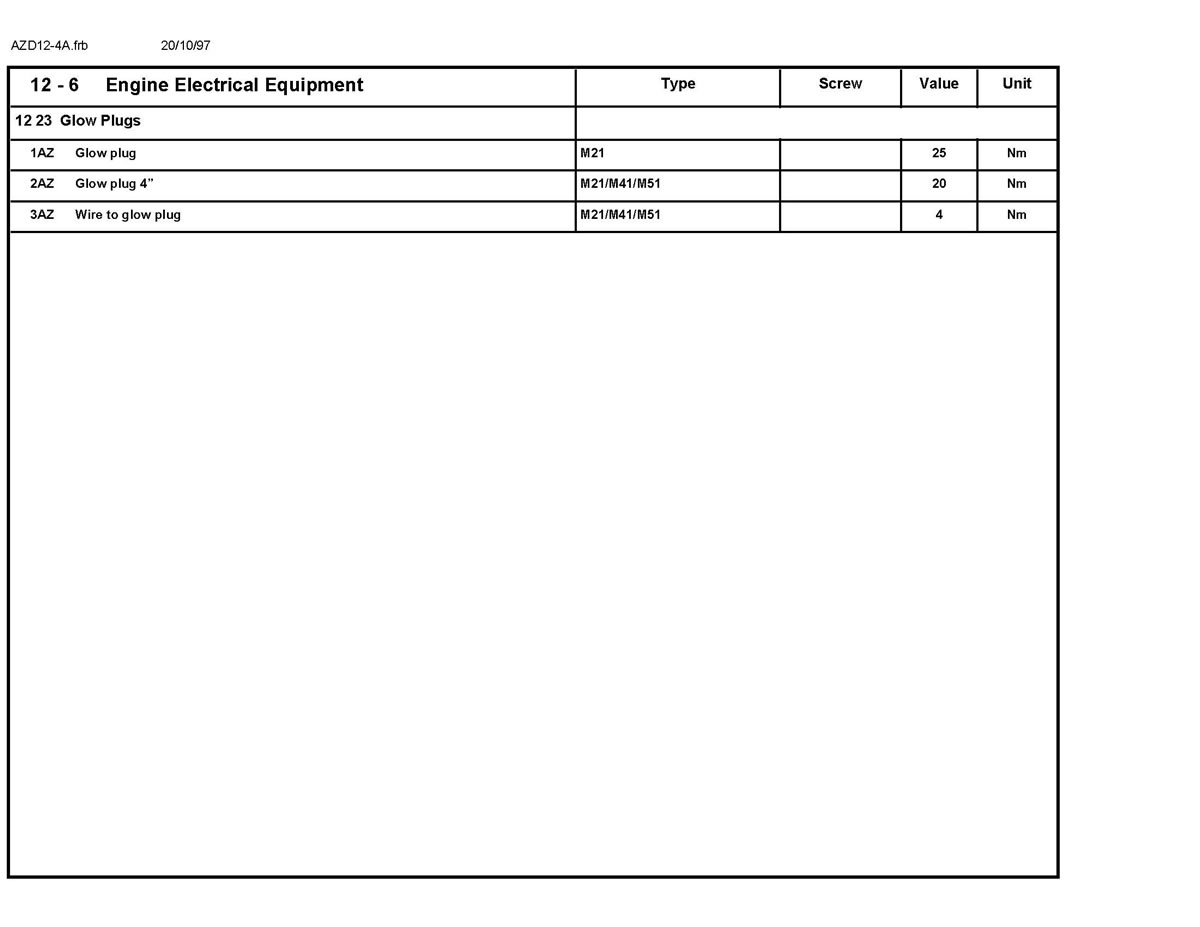 AZD12-4A.frb 20/10/97
12 - 6 Engine Electrical Equipment Type Screw Value Unit
12 23 Glow Plugs
1AZ Glow plug M21 25 Nm
2AZ Glow plug 4” M21/M41/M51 20 Nm
3AZ Wire to glow plug M21/M41/M51 4 Nm